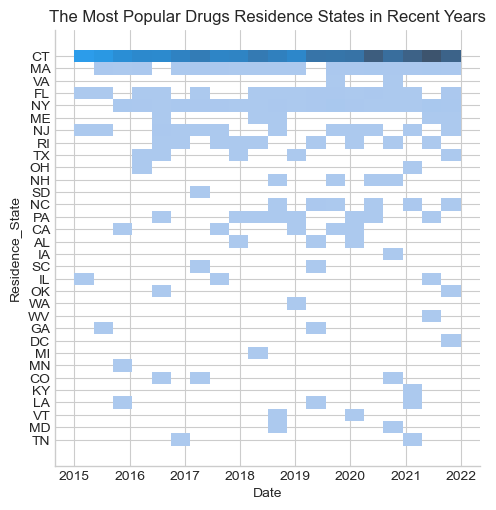 The Most Popular Drugs Residence States in Recent Years
Residence_State
CT
MA
VA
FL
NY
ME
NJ
RI
TX
OH
NH
SD
NC
PA
CA
AL
IA
SC
IL
OK
WA
WV
GA
DC
MI
MN
CO
KY
LA
VT
MD
TN
2015 2016 2017 2018 2019 2020 2021 2022
Date